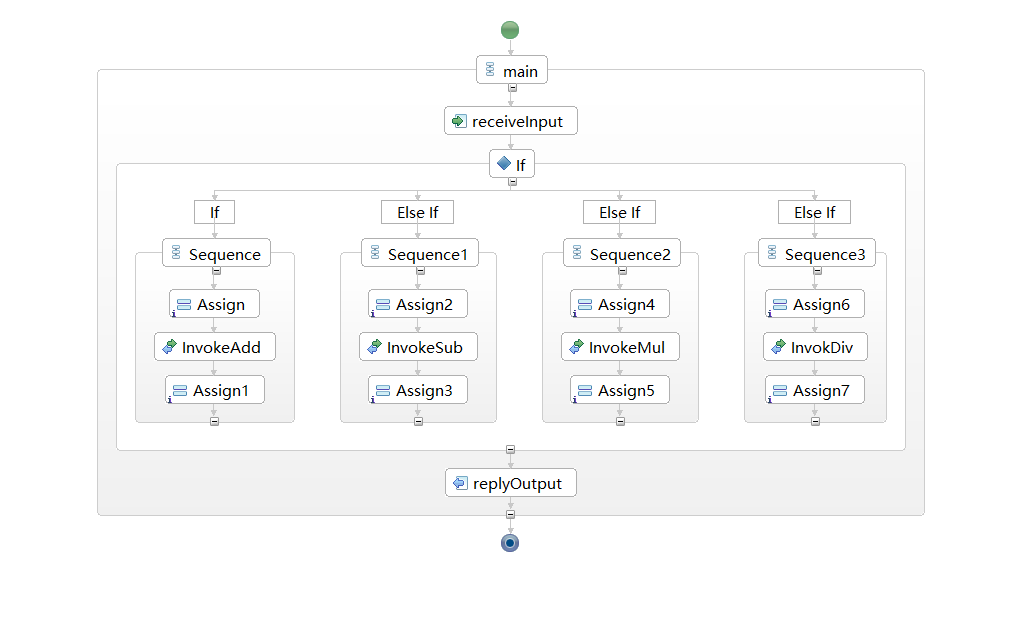 main
receiveInput
If
If
Else If
Else If
Else If
Sequence
Sequence1
Sequence2
Sequence3
Assign
Assign2
Assign4
Assign6
InvokeAdd
InvokeSub
InvokeMul
InvokDiv
Assign1
Assign3
Assign5
Assign7
replyOutput